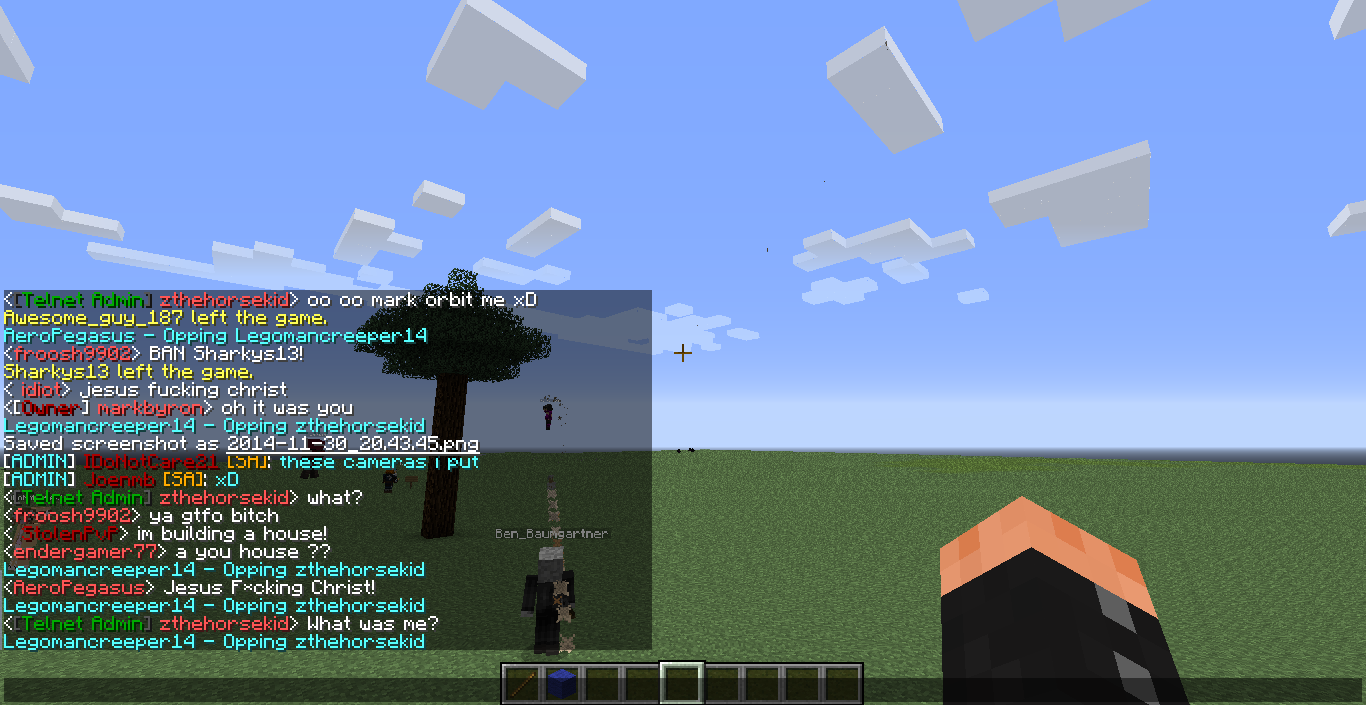 <[Telnet Admin] zthehorsekid> oo oo mark orbit me xD
Awesome_guy_187 left the game.
AeroPegasus - Opping Legomancreeper14
<froosh9902> BAN Sharkys13!
Sharkys13 left the game.
< idiot> jesus fucking christ
<[Owner] markbyron> oh it was you
Legomancreeper14 - Opping zthehorsekid
Saved screenshot as 2014-11-30_20.43.45.png
[ADMIN] IDoNotCare21 [SA]: these cameras i put
[ADMIN] Joenmb [SA]: xD
<[Telnet Admin] zthehorsekid> what?
<froosh9902> ya gtfo bitch
< StolenPvP> im building a house!
<endergamer77> a you house ??
Ben_Baumgartner
Legomancreeper14 - Opping zthehorsekid
<AeroPegasus> Jesus F*cking Christ!
Legomancreeper14 - Opping zthehorsekid
<[Telnet Admin] zthehorsekid> What was me?
Legomancreeper14 - Opping zthehorsekid